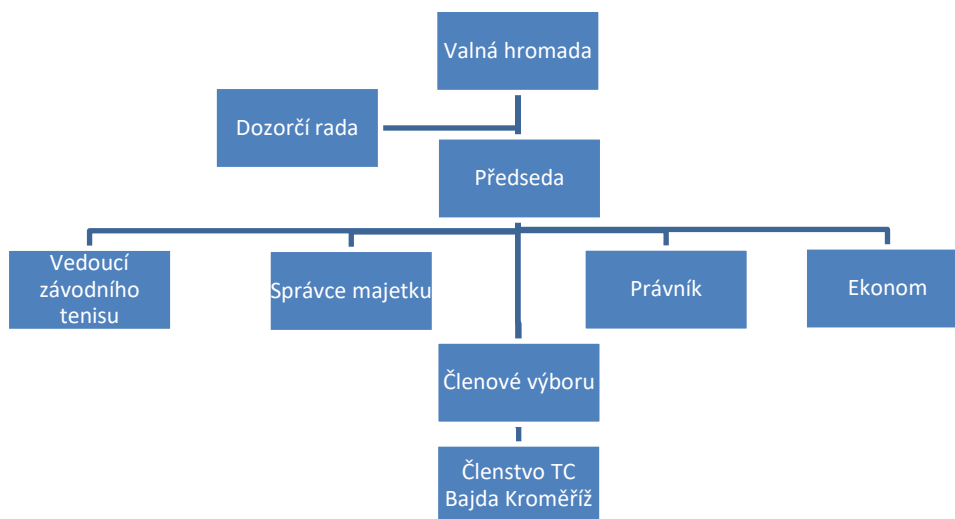 Valná hromada
Dozorčí rada
Předseda
Vedoucí
závodního
tenisu
Správce majetku
Právník
Ekonom
Členové výboru
Členstvo TC
Bajda Kroměříž